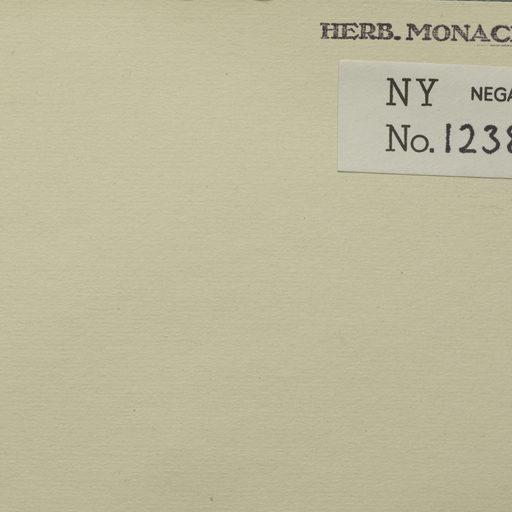 HERB. MONAC
NY NEGA
No. 1238